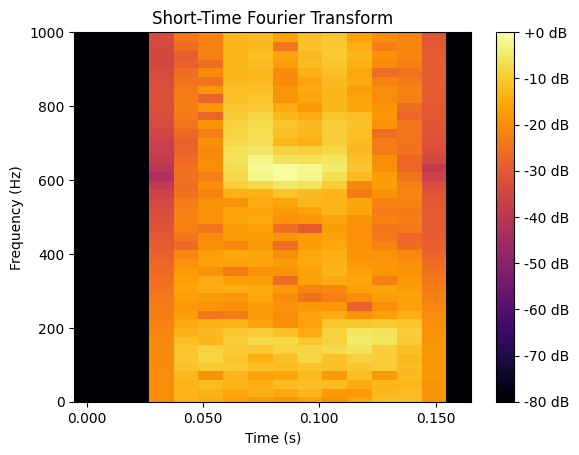 Short-Time Fourier Transform
Frequency (Hz)
1000
800
600
400
200
0
0.000 0.050 0.100 0.150
Time (s)
+0 dB
-10 dB
-20 dB
-30 dB
-40 dB
-50 dB
-60 dB
-70 dB
-80 dB